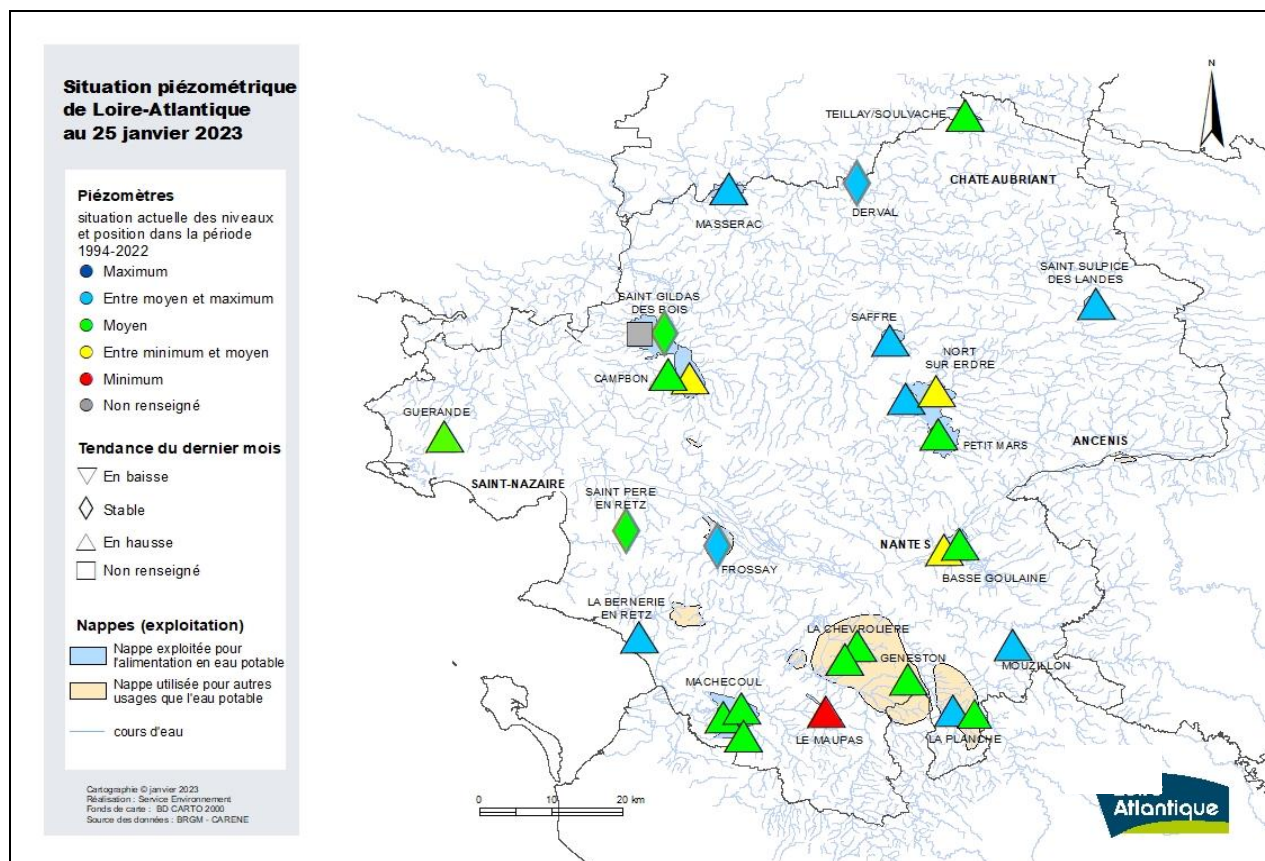 Situation piézométrique
de Loire-Atlantique
au 25 janvier 2023
Piézomètres
situation actuelle des niveaux
et position dans la période
1994-2022
Maximum
Entre moyen et maximum
Moyen
Entre minimum et moyen
Minimum
Non renseigné
Tendance du dernier mois
En baisse
Stable
En hausse
Non renseigné
Nappes (exploitation)
Nappe exploitée pour
l'alimentation en eau potable
Nappe utilisée pour autres
usages que l'eau potable
cours d'eau
Cartographie © janvier 2023
Réalisation : Service Environnement
Fonds de carte : BD CARTO 2000
Source des données : BRGM - CARENE
N
TEILLAY/SOULVACHE
CHATEAUBRIANT
DERVAL
MASSERAC
SAINT SULPICE
DES LANDES
SAINT GILDAS
DES BOIS
SAFFRE
NORT
SUR ERDRE
CAMPBON
GUERANDE
PETIT MARS
ANCENIS
SAINT-NAZAIRE
SAINT PERE
EN RETZ
FROSSAY
NANTES
BASSE GOULAINE
LA BERNERIE
EN RETZ
LA CHEVROLIERE
GENESTON
MOUZILLON
MACHECOUL
LE MAUPAS
LA PLANCHE
0 10 20 km
Loire
Atlantique